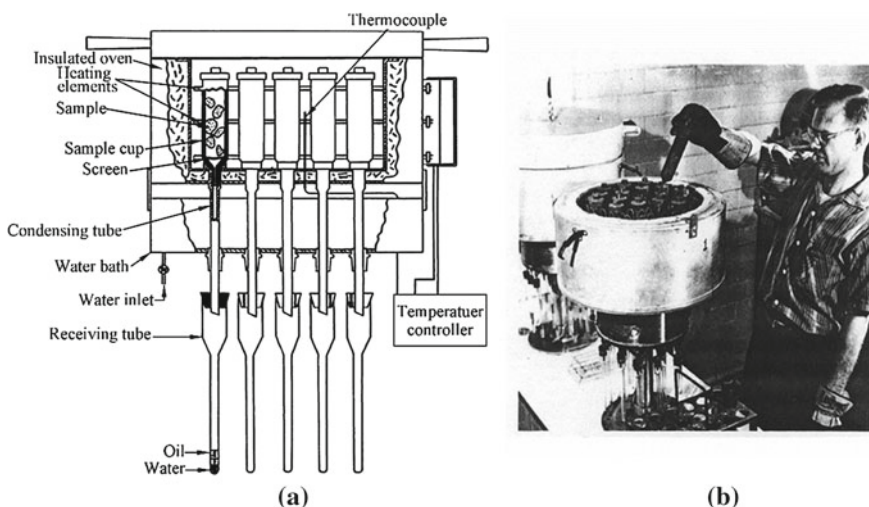 Thermocouple
Insulated oven
Heating
elements
Sample
Sample cup
Screen
Condensing tube
Water bath
Water inlet
Temperatuer
controller
Receiving tube
Oil
Water
(a)
(b)